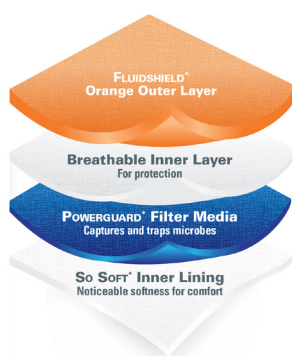 FLUIDSHIELD*
Orange Outer Layer
Breathable Inner Layer
For protection
POWERGUARD* Filter Media
Captures and traps microbes
SO SOFT* Inner Lining
Noticeable softness for comfort